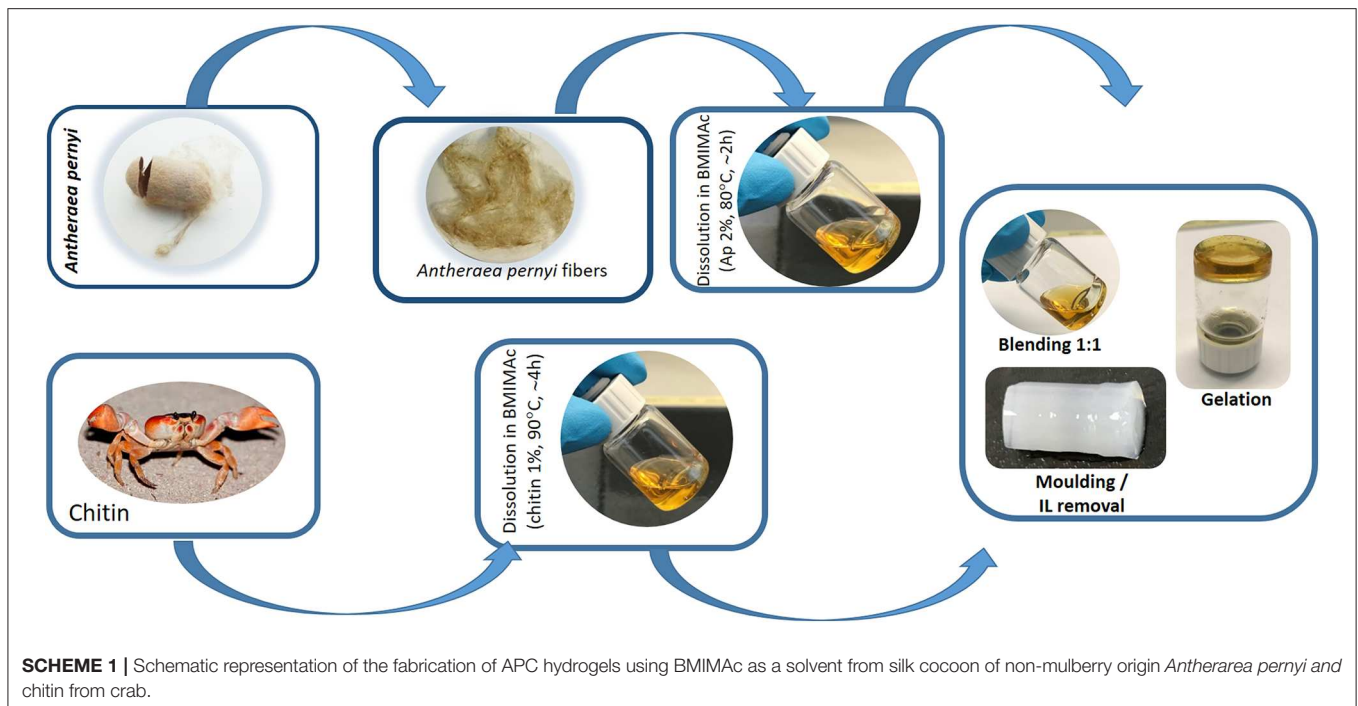 Antheraea pernyi
Antheraea pernyi fibers
Dissolution in BMIMAc
(Ap 2%, 80°C, ~2h)
Chitin
Dissolution in BMIMAc
(chitin 1%, 90°C, ~4h)
Blending 1:1
Gelation
Moulding /
IL removal
SCHEME 1 | Schematic representation of the fabrication of APC hydrogels using BMIMAc as a solvent from silk cocoon of non-mulberry origin Antherarea pernyi and
chitin from crab.